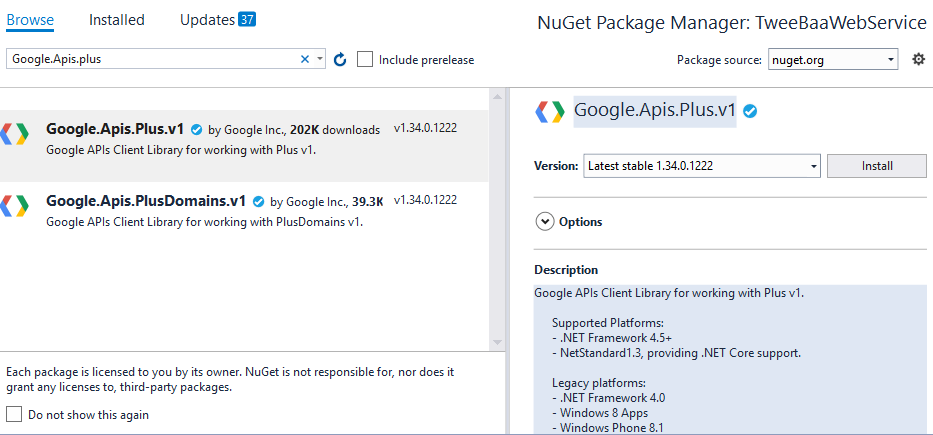 Browse Installed Updates 37
NuGet Package Manager: TweeBaaWebService
Google.Apis.plus
Include prerelease
Package source: nuget.org
Google.Apis.Plus.v1 by Google Inc., 202K downloads v1.34.0.1222
Google APIs Client Library for working with Plus v1.
Google.Apis.PlusDomains.v1 by Google Inc., 39.3K v1.34.0.1222
Google APIs Client Library for working with PlusDomains v1.
Each package is licensed to you by its owner. NuGet is not responsible for, nor does it
grant any licenses to, third-party packages.
Do not show this again
Google.Apis.Plus.v1
Version: Latest stable 1.34.0.1222 Install
Options
Description
Google APIs Client Library for working with Plus v1.
Supported Platforms:
- .NET Framework 4.5+
- NetStandard1.3, providing .NET Core support.
Legacy platforms:
- .NET Framework 4.0
- Windows 8 Apps
- Windows Phone 8.1